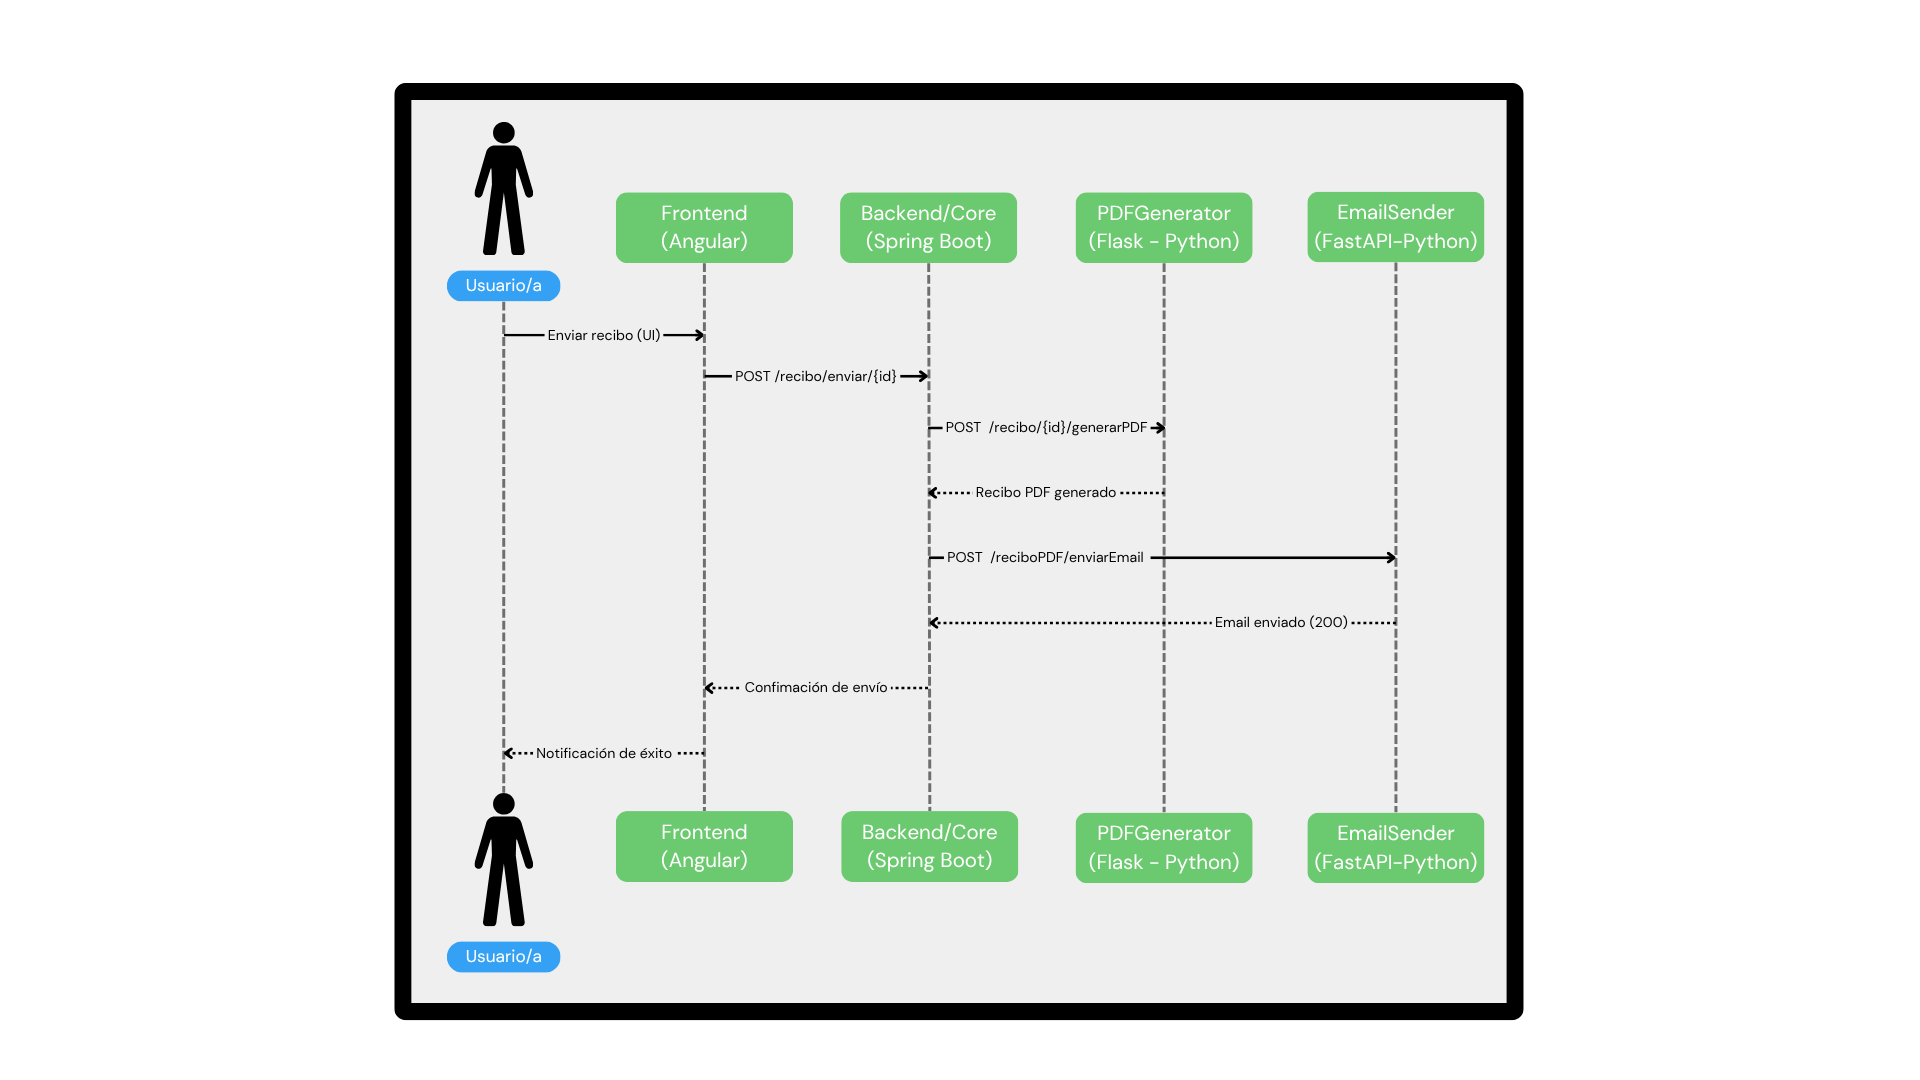 Frontend
(Angular)
Backend/Core
(Spring Boot)
PDFGenerator
(Flask - Python)
EmailSender
(FastAPI-Python)
Usuario/a
Enviar recibo (UI)
POST /recibo/enviar/{id}
POST /recibo/{id}/generarPDF
Recibo PDF generado
POST /reciboPDF/enviarEmail
Email enviado (200)
Confimación de envío
Notificación de éxito
Frontend
(Angular)
Backend/Core
(Spring Boot)
PDFGenerator
(Flask - Python)
EmailSender
(FastAPI-Python)
Usuario/a